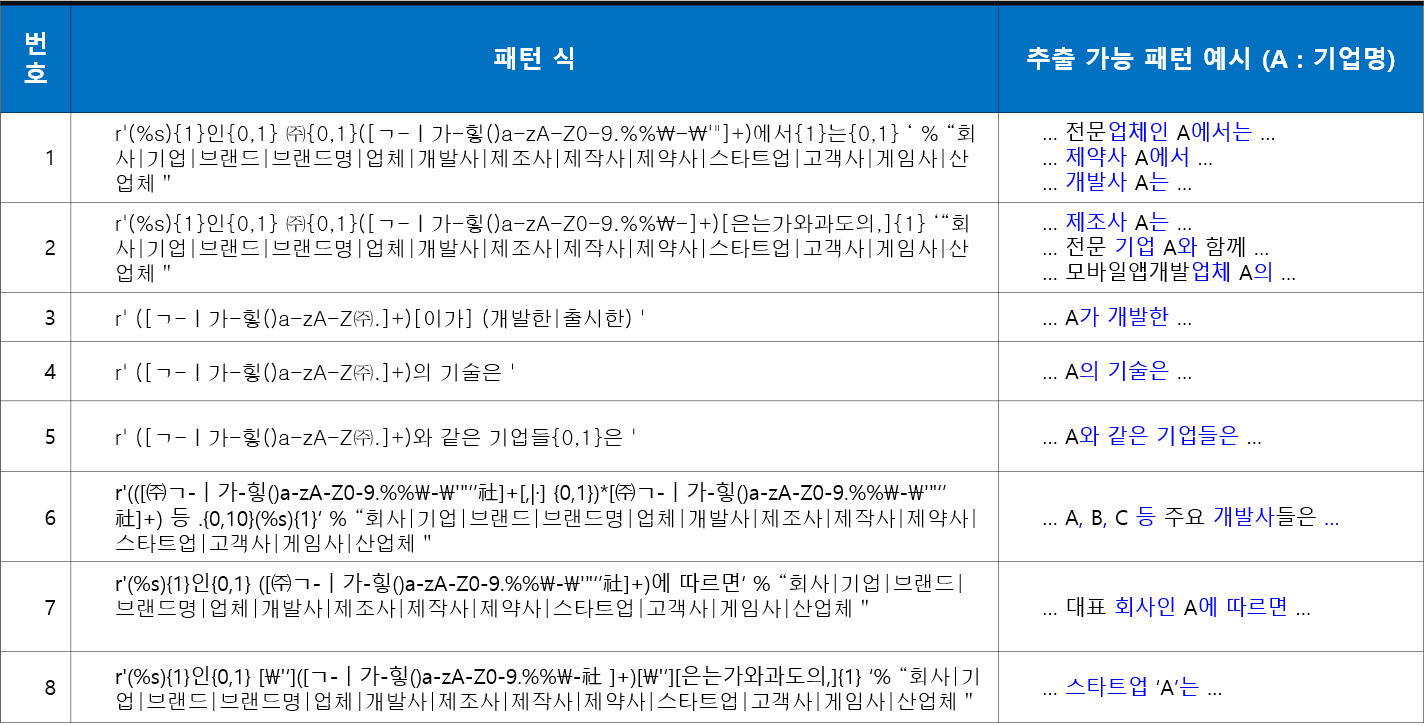 번
호
패턴 식
추출 가능 패턴 예시 (A : 기업명)
1
r'(%s){1}인{0,1} ㈜{0,1}([ㄱ-ㅣ가-힣()a-zA-Z0-9.%%₩-₩'"]+)에서{1}는{0,1} ‘ % “회
사|기업|브랜드|브랜드명|업체|개발사|제조사|제작사|제약사|스타트업|고객사|게임사|산
업체 "
... 전문업체인 A에서는 ...
... 제약사 A에서 ...
... 개발사 A는 ...
2
r'(%s){1}인{0,1} ㈜{0,1}([ㄱ-ㅣ가-힣()a-zA-Z0-9.%%₩-]+)[은는가와과도의,]{1} ‘“회
사|기업|브랜드|브랜드명|업체|개발사|제조사|제작사|제약사|스타트업|고객사|게임사|산
업체 "
... 제조사 A는 ...
... 전문 기업 A와 함께 ...
... 모바일앱개발업체 A의 ...
3
r' ([ㄱ-ㅣ가-힣()a-zA-Z㈜.]+)[이가] (개발한|출시한) '
... A가 개발한 ...
4
r' ([ㄱ-ㅣ가-힣()a-zA-Z㈜.]+)의 기술은 '
... A의 기술은 ...
5
r' ([ㄱ-ㅣ가-힣()a-zA-Z㈜.]+)와 같은 기업들{0,1}은 '
... A와 같은 기업들은 ...
6
r'(([㈜ㄱ-ㅣ가-힣()a-zA-Z0-9.%%₩-₩'"‘’社]+[,|·] {0,1})*[㈜ㄱ-ㅣ가-힣()a-zA-Z0-9.%%₩-₩'"‘’
社]+) 등 .{0,10}(%s){1}’ % “회사|기업|브랜드|브랜드명|업체|개발사|제조사|제작사|제약사|
스타트업|고객사|게임사|산업체 "
... A, B, C 등 주요 개발사들은 ...
7
r'(%s){1}인{0,1} ([㈜ㄱ-ㅣ가-힣()a-zA-Z0-9.%%₩-₩'"‘’社]+)에 따르면‘ % “회사|기업|브랜드|
브랜드명|업체|개발사|제조사|제작사|제약사|스타트업|고객사|게임사|산업체 "
... 대표 회사인 A에 따르면 ...
8
r'(%s){1}인{0,1} [₩'‘]([ㄱ-ㅣ가-힣()a-zA-Z0-9.%%₩-社 ]+)[₩'’][은는가와과도의,]{1} ‘% “회사|기
업|브랜드|브랜드명|업체|개발사|제조사|제작사|제약사|스타트업|고객사|게임사|산업체 "
... 스타트업 ‘A‘는 ...